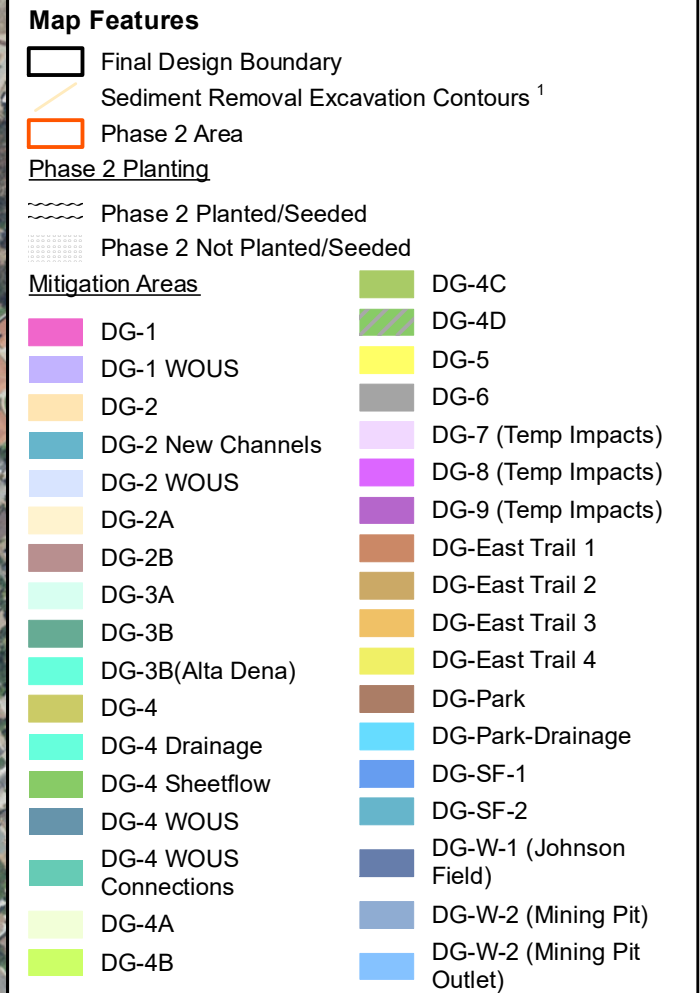 Map Features
Final Design Boundary
Sediment Removal Excavation Contours 1
Phase 2 Area
Phase 2 Planting
Phase 2 Planted/Seeded
Phase 2 Not Planted/Seeded
Mitigation Areas
DG-1
DG-1 WOUS
DG-2
DG-2 New Channels
DG-2 WOUS
DG-2A
DG-2B
DG-3A
DG-3B
DG-3B(Alta Dena)
DG-4
DG-4 Drainage
DG-4 Sheetflow
DG-4 WOUS
DG-4 WOUS
Connections
DG-4A
DG-4B
DG-4C
DG-4D
DG-5
DG-6
DG-7 (Temp Impacts)
DG-8 (Temp Impacts)
DG-9 (Temp Impacts)
DG-East Trail 1
DG-East Trail 2
DG-East Trail 3
DG-East Trail 4
DG-Park
DG-Park-Drainage
DG-SF-1
DG-SF-2
DG-W-1 (Johnson
Field)
DG-W-2 (Mining Pit)
DG-W-2 (Mining Pit
Outlet)